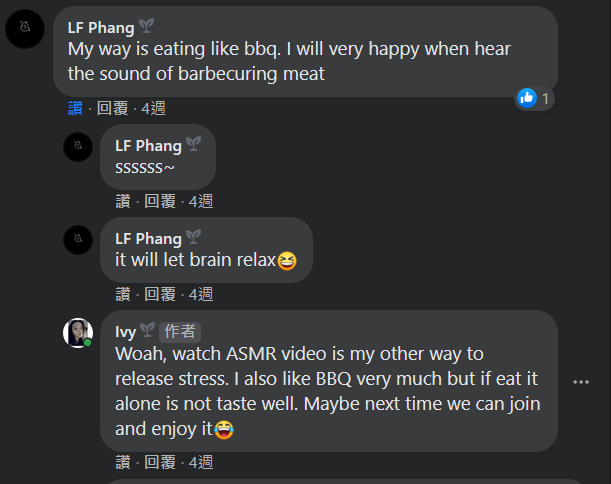 LF Phang
My way is eating like bbq. I will very happy when hear
the sound of barbecuring meat
1
讚 · 回覆 · 4週
LF Phang
ssssss~
讚 · 回覆 · 4週
LF Phang
it will let brain relax😆
讚 · 回覆 · 4週
Ivy 作者
Woah, watch ASMR video is my other way to
release stress. I also like BBQ very much but if eat it
alone is not taste well. Maybe next time we can join
and enjoy it😂
讚 · 回覆 · 4週